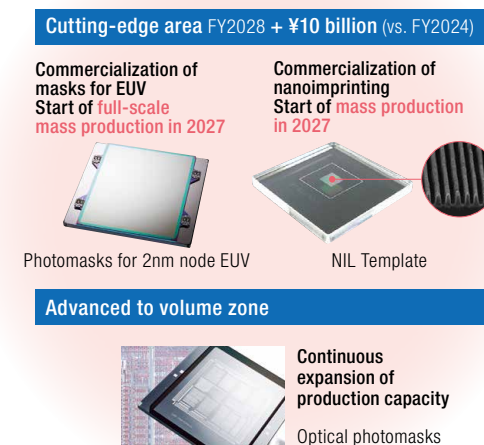 Cutting-edge area FY2028 + ¥10 billion (vs. FY2024)
Commercialization of
masks for EUV
Start of full-scale
mass production in 2027
Commercialization of
nanoimprinting
Start of mass production
in 2027
Photomasks for 2nm node EUV
NIL Template
Advanced to volume zone
Continuous
expansion of
production capacity
Optical photomasks